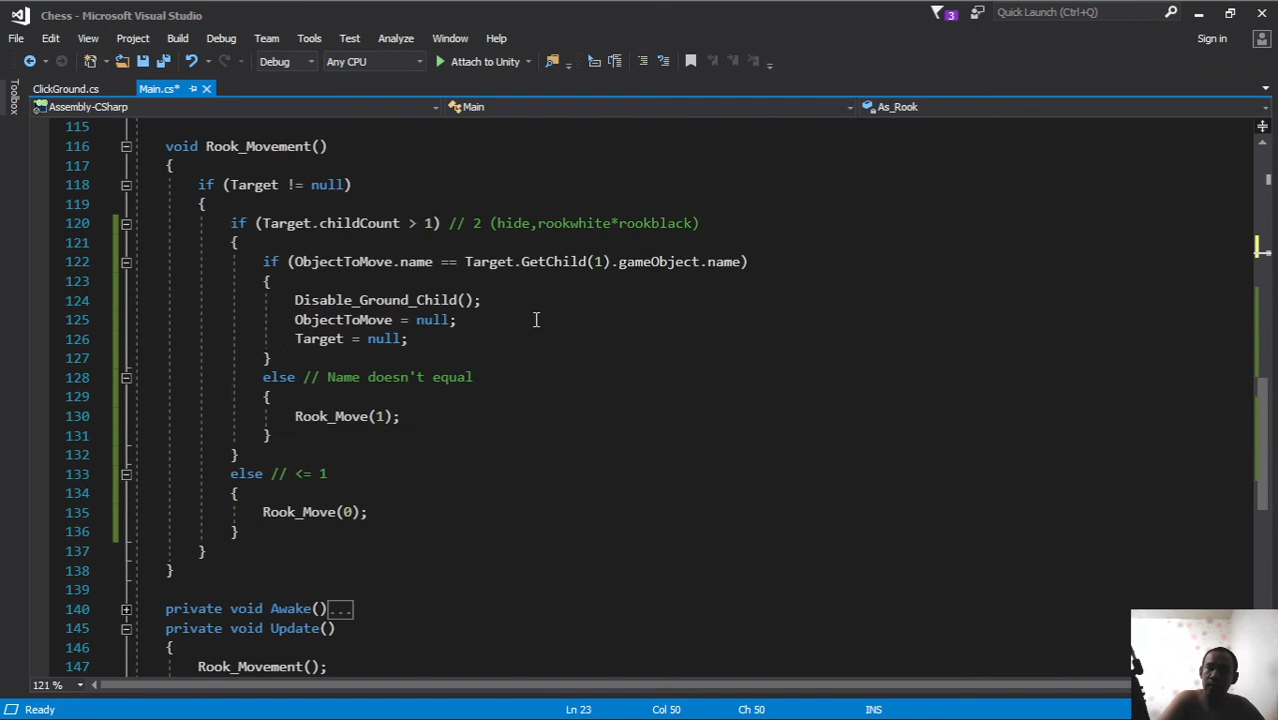 Chess - Microsoft Visual Studio
3
Quick Launch (Ctrl+Q)
File Edit View Project Build Debug Team Tools Test Analyze Window Help
Sign in
Debug
Any CPU
Attach to Unity
Toolbox
ClickGround.cs
Main.cs*
Assembly-CSharp
Main
As_Rook
115
116 void Rook_Movement()
117 {
118 if (Target != null)
119 {
120 if (Target.childCount > 1) // 2 (hide,rookwhite*rookblack)
121 {
122 if (ObjectToMove.name == Target.GetChild(1).gameObject.name)
123 {
124 Disable_Ground_Child();
125 ObjectToMove = null;
126 Target = null;
127 }
128 else // Name doesn't equal
129 {
130 Rook_Move(1);
131 }
132 }
133 else // <= 1
134 {
135 Rook_Move(0);
136 }
137 }
138 }
139
140 private void Awake()...
145 private void Update()
146 {
147 Rook_Movement();
121 %
Ready
Ln 23
Col 50
Ch 50
INS